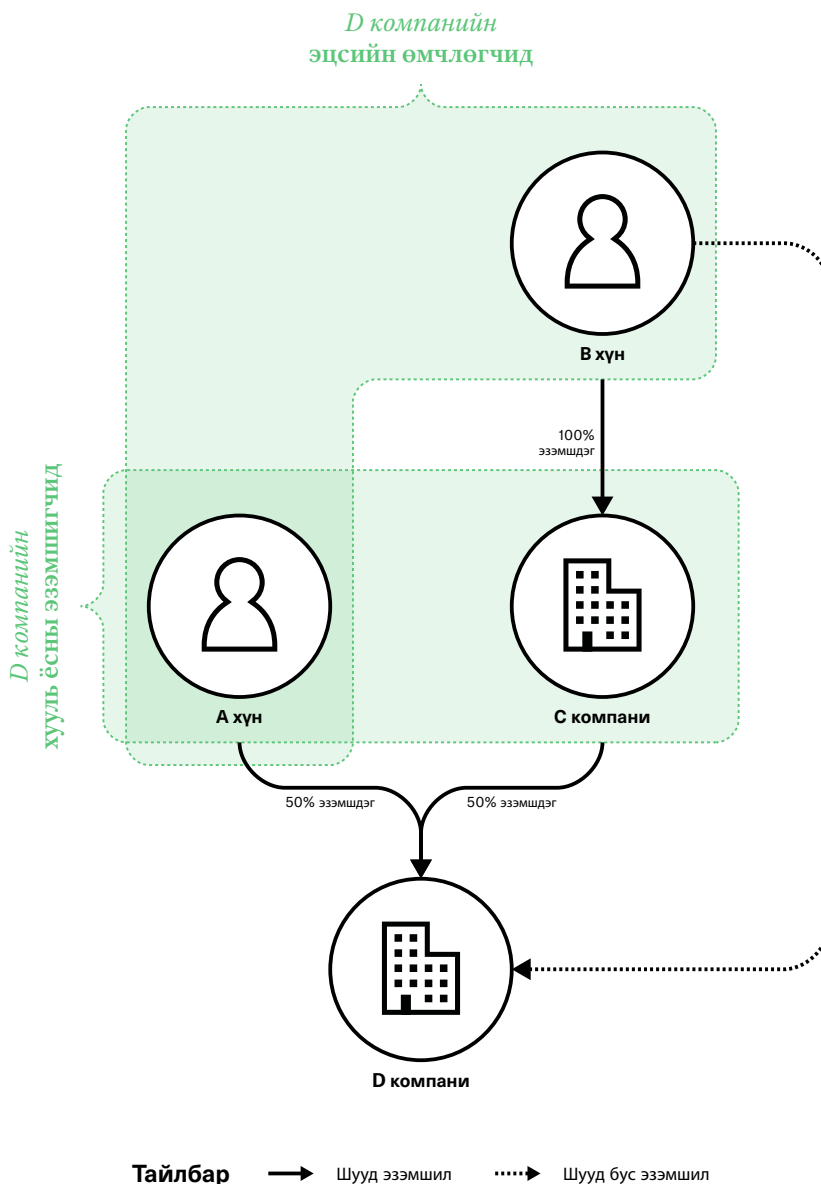 D компанийн
эцсийн өмчлөгчид
B хүн
100%
эзэмшдэг
D компанийн
хууль ёсны эзэмшигчид
A хүн
C компани
50% эзэмшдэг
50% эзэмшдэг
D компани
Тайлбар
Шууд эзэмшил
Шууд бус эзэмшил